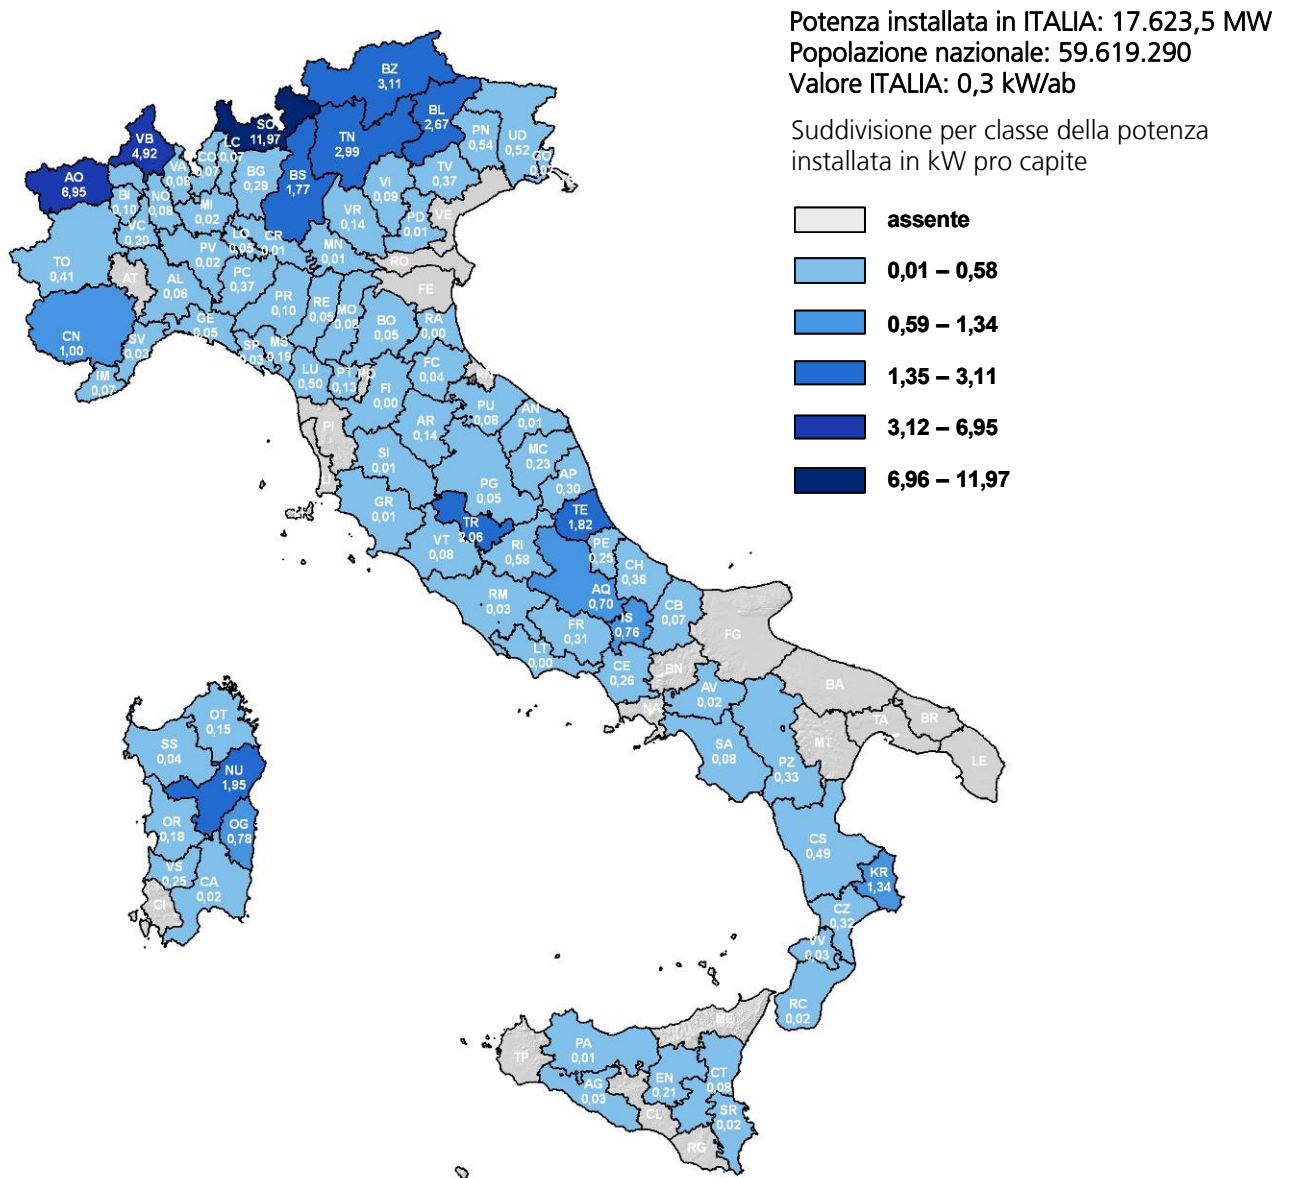 Potenza installata in ITALIA: 17.623,5 MW
Popolazione nazionale: 59.619.290
Valore ITALIA: 0,3 kW/ab
Suddivisione per classe della potenza
installata in kW pro capite
assente
0,01 – 0,58
0,59 – 1,34
1,35 – 3,11
3,12 – 6,95
6,96 – 11,97
BZ
3,11
BL
2,67
SO
11,97
TN
2,99
PN
0,54
UD
0,52
GO
VB
4,92
AO
6,95
VA
0,08
CO
0,07
LC
0,07
BG
0,29
BS
1,77
VI
0,09
TV
0,37
VE
PD
0,01
VR
0,14
BI
0,10
NO
0,08
MI
0,02
VC
0,20
LO
0,05
CR
0,01
MN
0,01
RO
FE
TO
0,41
AT
AL
0,06
PV
0,02
PC
0,37
PR
0,10
RE
0,05
MO
0,08
BO
0,05
RA
0,00
CN
1,00
SV
0,03
GE
0,05
IM
0,07
SP
0,03
MS
0,19
LU
0,50
PT
0,13
PO
FI
0,00
FC
0,04
RN
PI
LI
AR
0,14
PU
0,08
AN
0,01
SI
0,01
MC
0,23
AP
0,30
GR
0,01
PG
0,05
TE
1,82
TR
2,06
VT
0,08
RI
0,58
PE
0,25
CH
0,36
AQ
0,70
RM
0,03
FR
0,31
IS
0,76
CB
0,07
LT
0,00
CE
0,26
BN
FG
NA
AV
0,02
BA
SA
0,08
PZ
0,33
MT
TA
BR
LE
OT
0,15
SS
0,04
NU
1,95
OR
0,18
OG
0,78
VS
0,25
CA
0,02
CI
CS
0,49
KR
1,34
CZ
0,32
VV
0,03
RC
0,02
ME
TP
PA
0,01
AG
0,03
EN
0,21
CT
0,08
CL
SR
0,02
RG